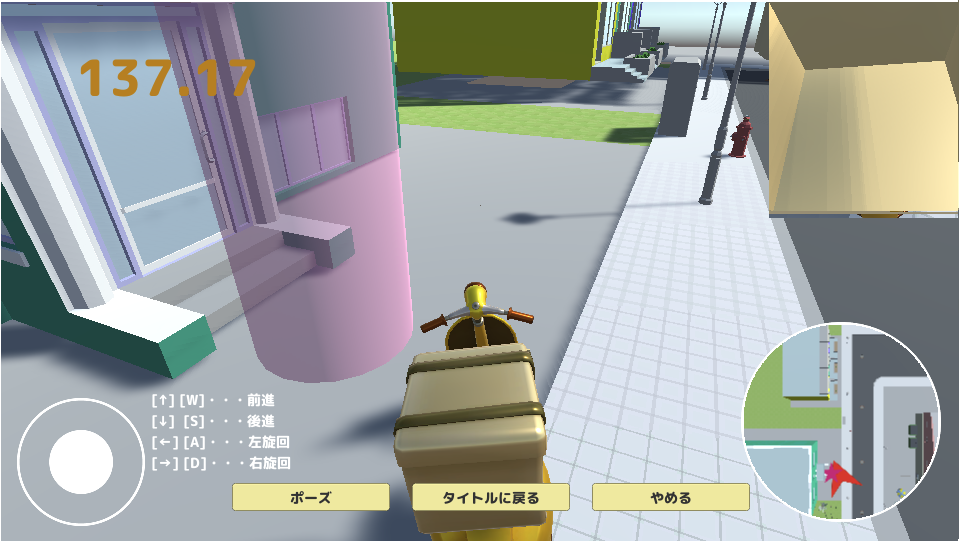 137.17
[↑] [W]・・・前進
[↓] [S]・・・後進
[←] [A]・・・左旋回
[→] [D]・・・右旋回
ポーズ
タイトルに戻る
やめる